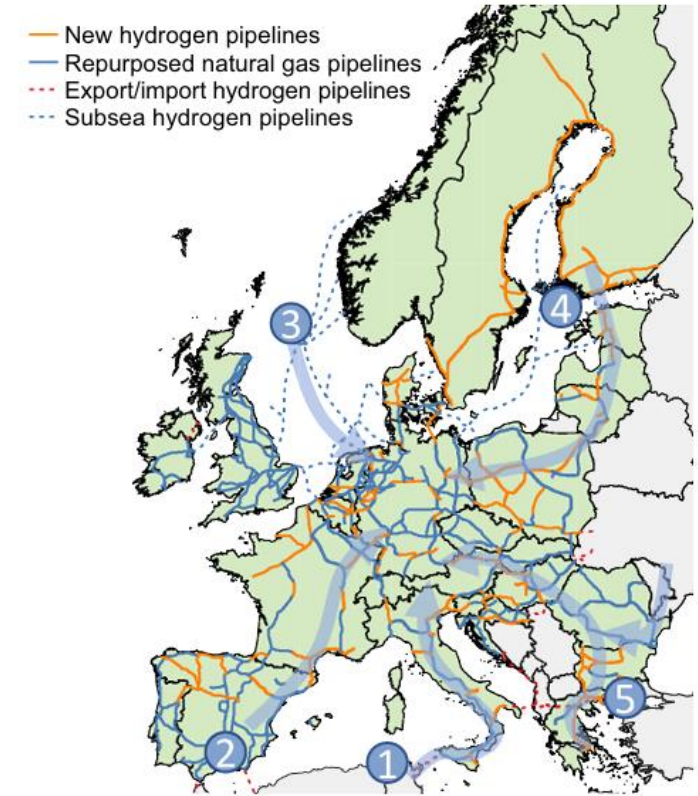 New hydrogen pipelines
Repurposed natural gas pipelines
Export/import hydrogen pipelines
Subsea hydrogen pipelines
3
4
5
2
1